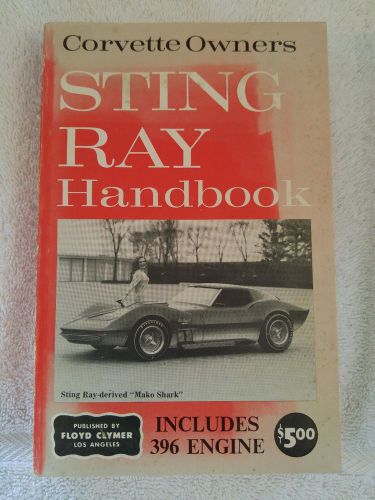 Corvette Owners
STING
RAY
Handbook
Sting Ray-derived "Mako Shark"
PUBLISHED BY
FLOYD CLYMER
LOS ANGELES
INCLUDES
396 ENGINE
$5.00